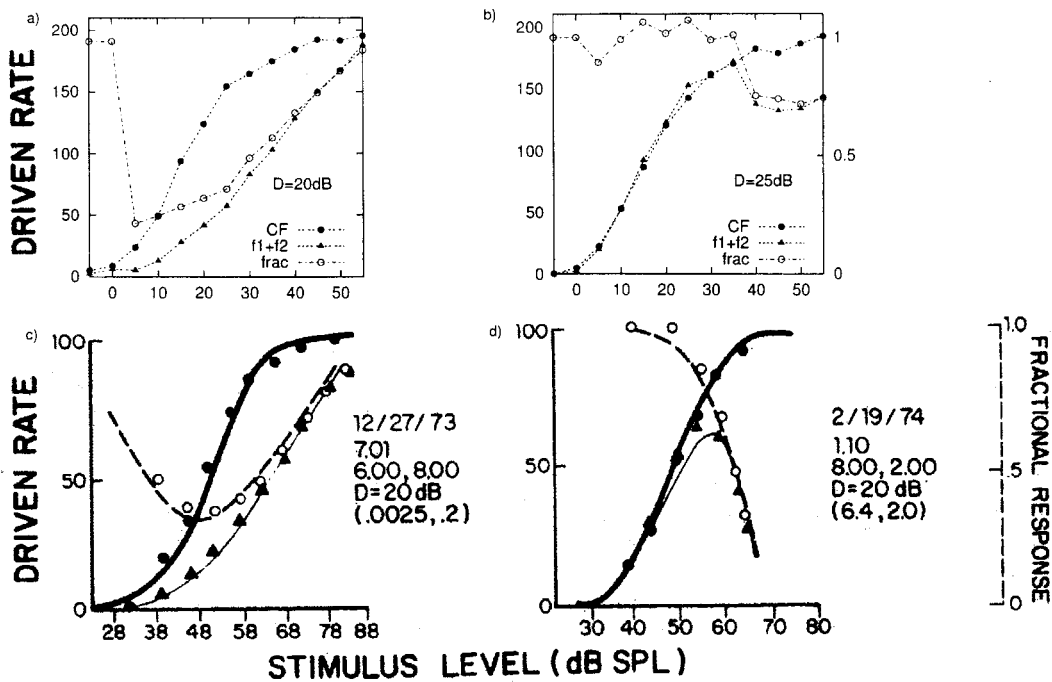 a)
200
150
100
50
0
D=20dB
CF
f1+f2
frac
0 10 20 30 40 50
b)
200
150
100
50
0
1
0.5
0
D=25dB
CF
f1+f2
frac
0 10 20 30 40 50
DRIVEN RATE
c)
100
50
0
12/27/73
7.01
6.00, 8.00
D=20 dB
(.0025, .2)
28 38 48 58 68 78 88
d)
100
50
0
2/19/74
1.10
8.00, 2.00
D=20 dB
(6.4, 2.0)
30 40 50 60 70 80
1.0
.5
0
FRACTIONAL RESPONSE
DRIVEN RATE
STIMULUS LEVEL (dB SPL)